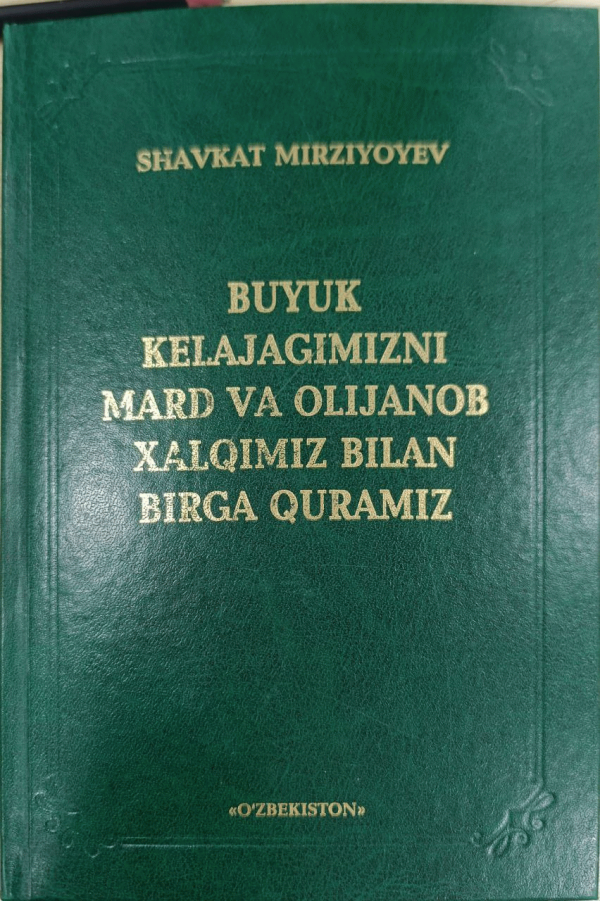 SHAVKAT MIRZIYOYEV
BUYUK
KELAJAGIMIZNI
MARD VA OLIJANOB
XALQIMIZ BILAN
BIRGA QURAMIZ
«O'ZBEKISTON»